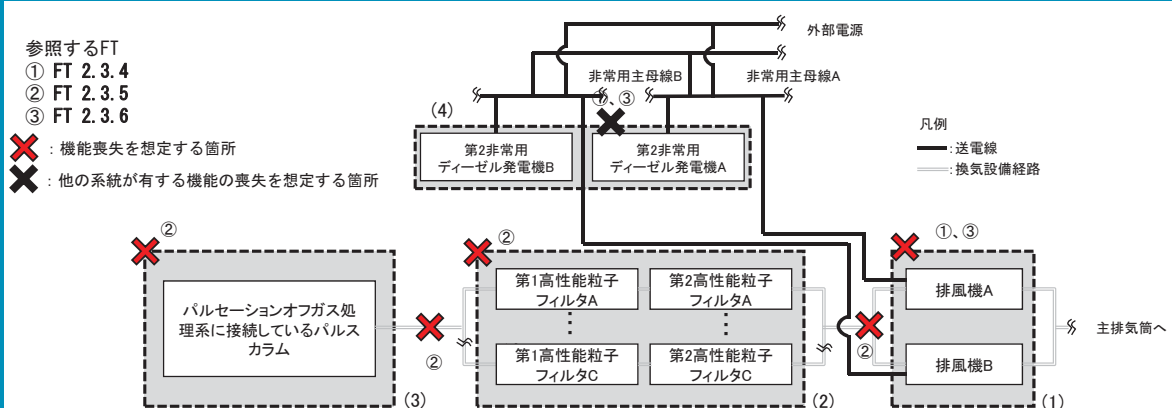 参照するFT
① FT 2.3.4
② FT 2.3.5
③ FT 2.3.6
：機能喪失を想定する箇所
：他の系統が有する機能の喪失を想定する箇所
外部電源
非常用主母線B
非常用主母線A
(4)
①、③
第2非常用
ディーゼル発電機B
第2非常用
ディーゼル発電機A
凡例
:送電線
:換気設備経路
②
パルセーションオフガス処
理系に接続しているパルス
カラム
(3)
②
②
第1高性能粒子
フィルタA
第2高性能粒子
フィルタA
第1高性能粒子
フィルタC
第2高性能粒子
フィルタC
(2)
②
①、③
排風機A
排風機B
(1)
主排気筒へ